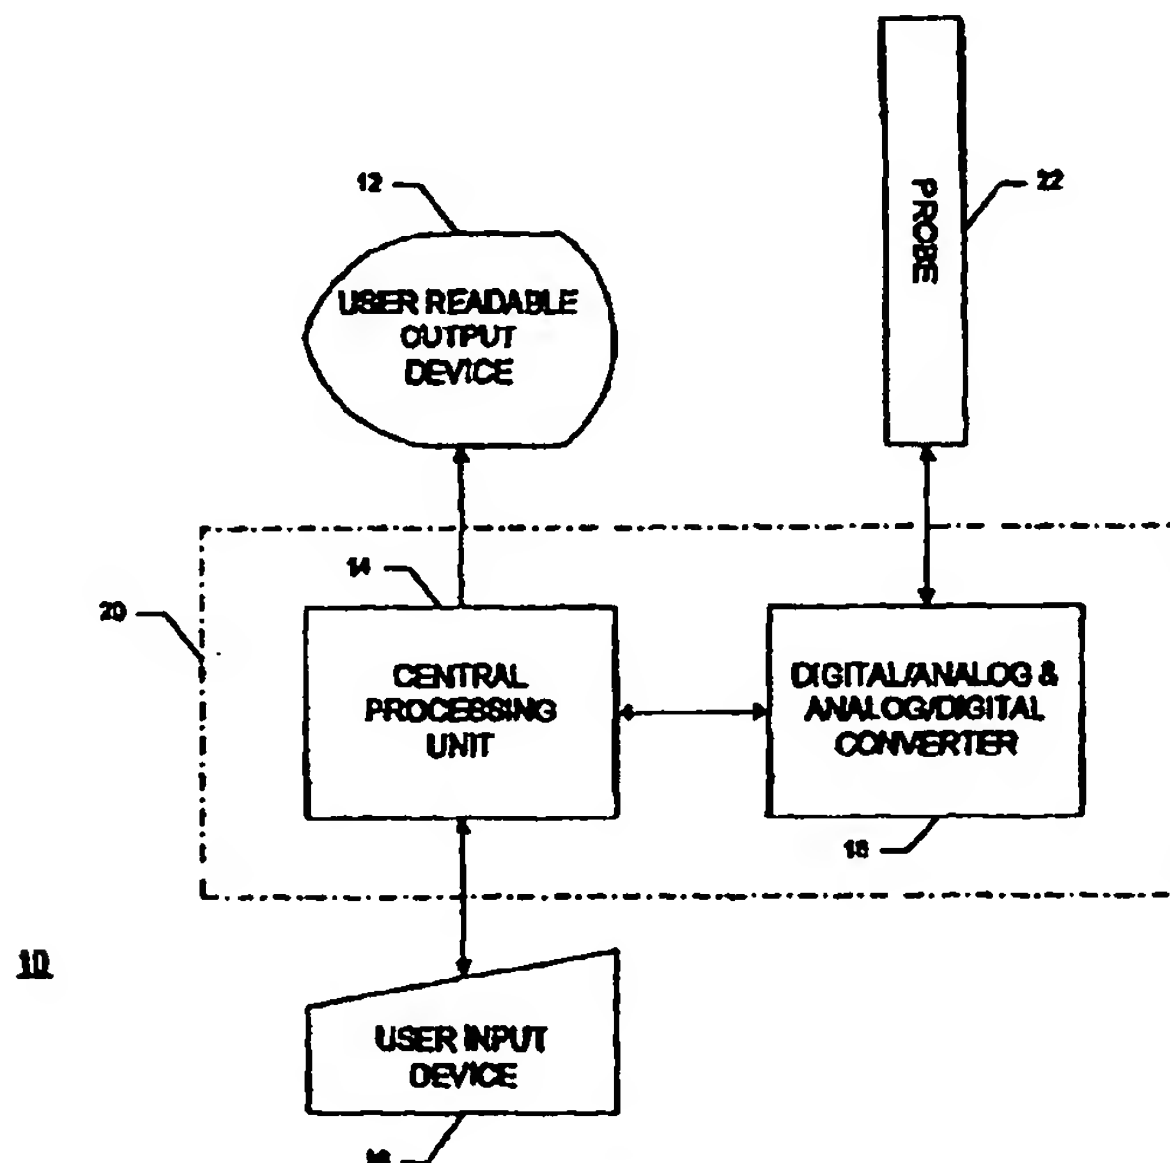 12
22
PROBE
USER READABLE
OUTPUT
DEVICE
14
20
CENTRAL
PROCESSING
UNIT
DIGITAL/ANALOG &
ANALOG/DIGITAL
CONVERTER
18
10
USER INPUT
DEVICE